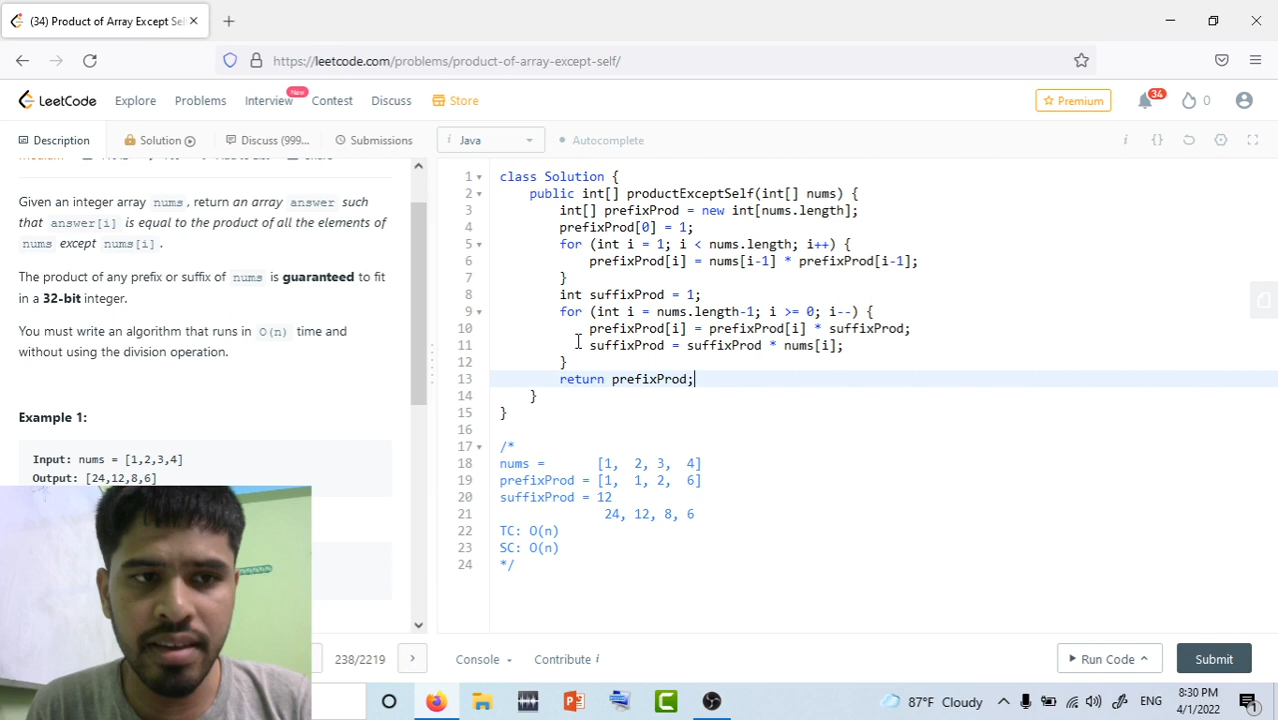 (34) Product of Array Except Sel
https://leetcode.com/problems/product-of-array-except-self/
LeetCode
Explore
Problems
Interview
New
Contest
Discuss
Store
Premium
34
0
Description
Solution
Discuss (999...
Submissions
i Java
Autocomplete
Given an integer array nums, return an array answer such
that answer[i] is equal to the product of all the elements of
nums except nums[i].
The product of any prefix or suffix of nums is guaranteed to fit
in a 32-bit integer.
You must write an algorithm that runs in O(n) time and
without using the division operation.
Example 1:
Input: nums = [1,2,3,4]
Output: [24,12,8,6]
1 class Solution {
2 public int[] productExceptSelf(int[] nums) {
3 int[] prefixProd = new int[nums.length];
4 prefixProd[0] = 1;
5 for (int i = 1; i < nums.length; i++) {
6 prefixProd[i] = nums[i-1] * prefixProd[i-1];
7 }
8 int suffixProd = 1;
9 for (int i = nums.length-1; i >= 0; i--) {
10 prefixProd[i] = prefixProd[i] * suffixProd;
11 suffixProd = suffixProd * nums[i];
12 }
13 return prefixProd;
14 }
15 }
16
17 /*
18 nums = [1, 2, 3, 4]
19 prefixProd = [1, 1, 2, 6]
20 suffixProd = 12
21 24, 12, 8, 6
22 TC: O(n)
23 SC: O(n)
24 */
238/2219
Console
Contribute i
Run Code
Submit
87°F Cloudy
ENG
8:30 PM
4/1/2022
1